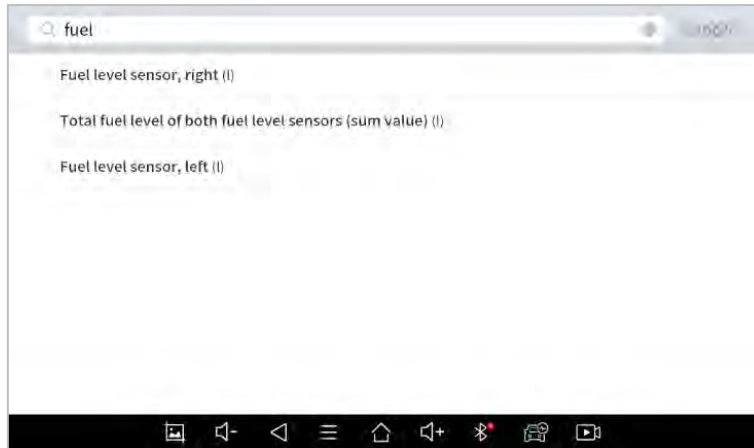 fuel
Fuel level sensor, right (l)
Total fuel level of both fuel level sensors (sum value) (l)
Fuel level sensor, left (l)